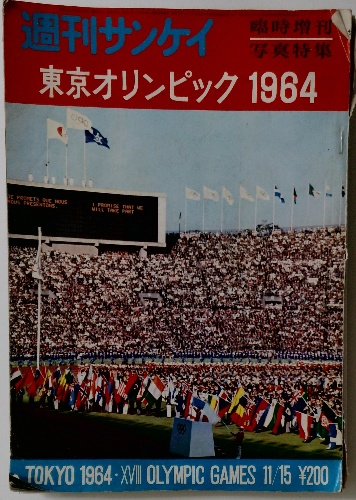 週刊サンケイ
臨時増刊
写真特集
東京オリンピック 1964
I PROMISE THAT WE
WILL TAKE PART
TOKYO 1964・XVIII OLYMPIC GAMES 11/15 ¥200